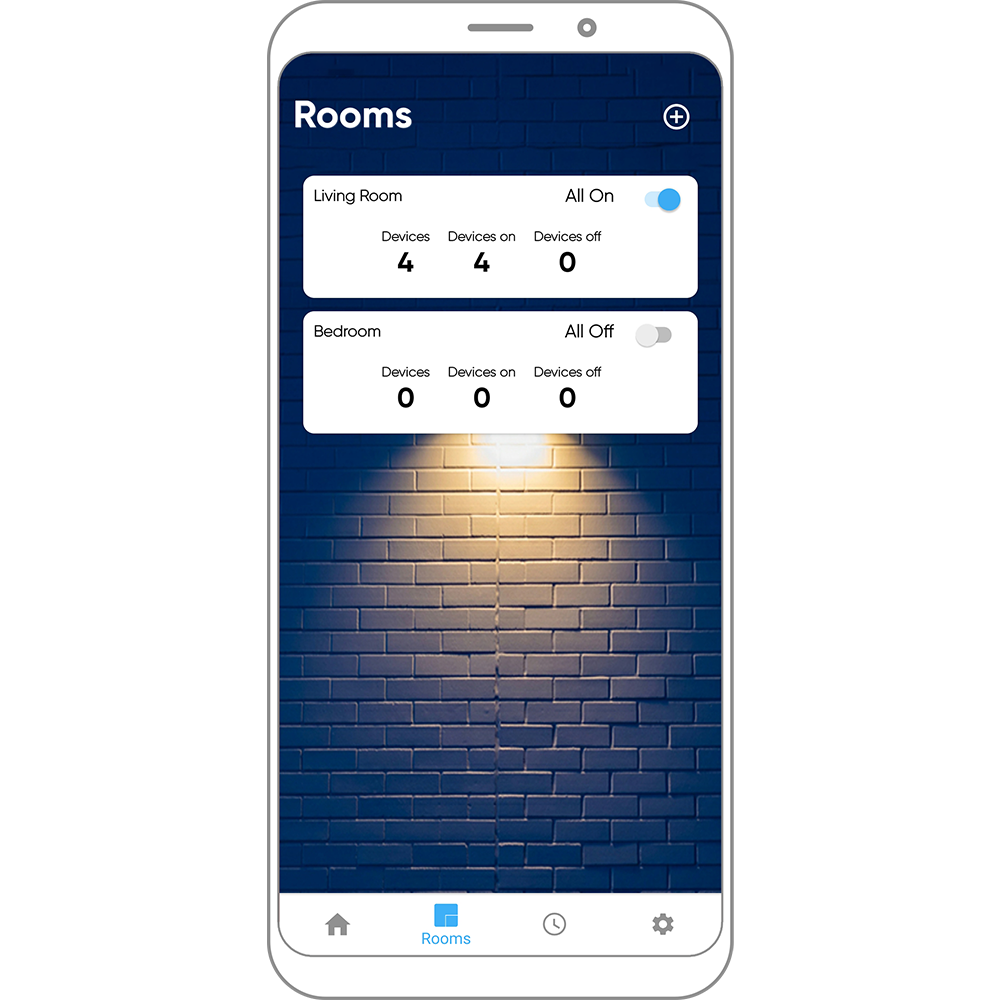 Rooms
Living Room All On
Devices Devices on Devices off
4 4 0
Bedroom All Off
Devices Devices on Devices off
0 0 0
Rooms